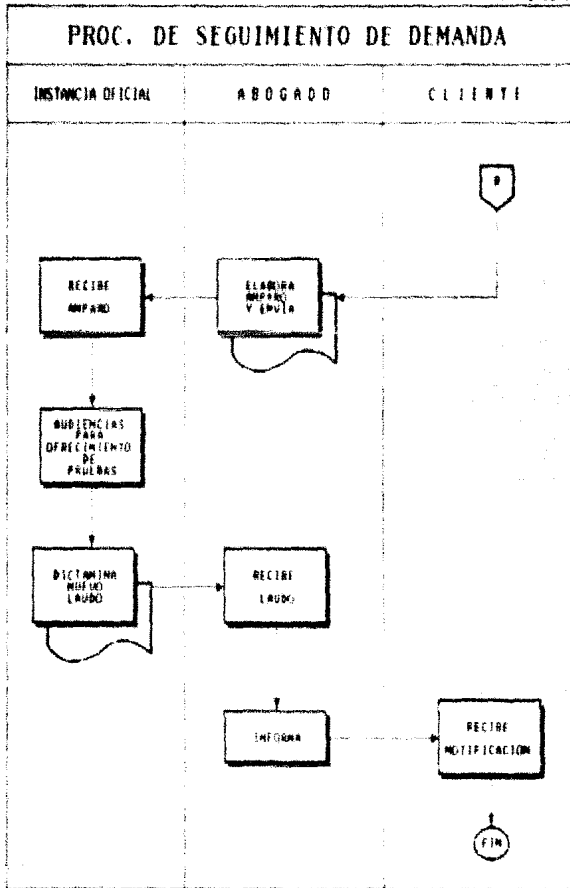 PROC. DE SEGUIMIENTO DE DEMANDA
INSTANCIA OFICIAL
ABOGADO
CLIENTE
ELABORA
AMPARO
Y ENVIA
RECIBE
AMPARO
AUDIENCIAS
PARA
OFRECIMIENTO
DE
PRUEBAS
DICTAMINA
NUEVO
LAUDO
RECIBE
LAUDO
INFORMA
RECIBE
NOTIFICACION
FIN